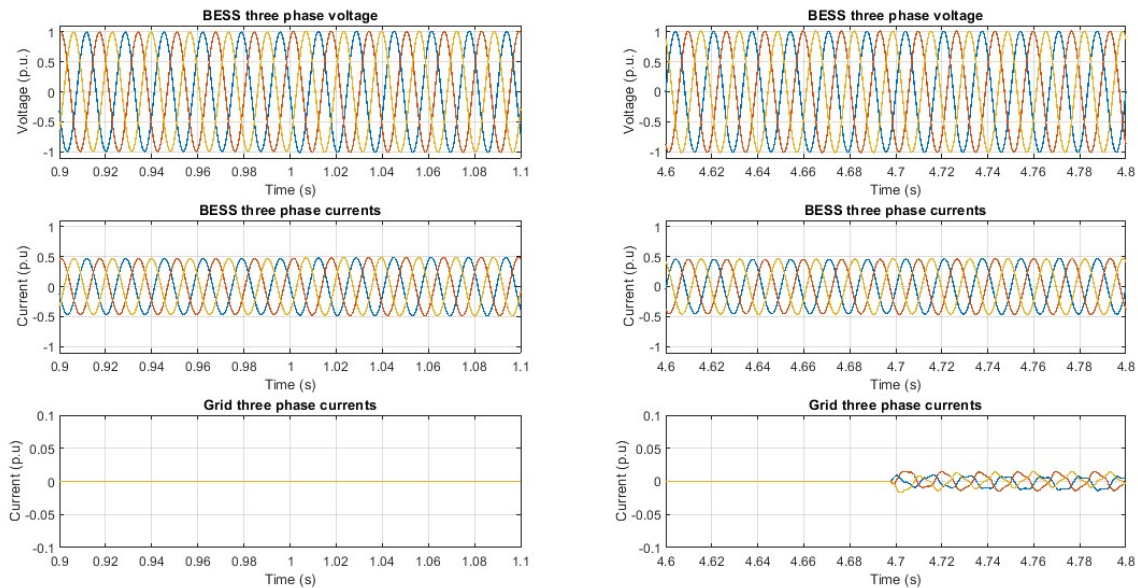 BESS three phase voltage
Voltage (p.u.)
1
0.5
0
-0.5
-1
0.9 0.92 0.94 0.96 0.98 1 1.02 1.04 1.06 1.08 1.1
Time (s)
BESS three phase currents
Current (p.u)
1
0.5
0
-0.5
-1
0.9 0.92 0.94 0.96 0.98 1 1.02 1.04 1.06 1.08 1.1
Time (s)
Grid three phase currents
Current (p.u)
0.1
0.05
0
-0.05
-0.1
0.9 0.92 0.94 0.96 0.98 1 1.02 1.04 1.06 1.08 1.1
Time (s)
BESS three phase voltage
Voltage (p.u.)
1
0.5
0
-0.5
-1
4.6 4.62 4.64 4.66 4.68 4.7 4.72 4.74 4.76 4.78 4.8
Time (s)
BESS three phase currents
Current (p.u)
1
0.5
0
-0.5
-1
4.6 4.62 4.64 4.66 4.68 4.7 4.72 4.74 4.76 4.78 4.8
Time (s)
Grid three phase currents
Current (p.u)
0.1
0.05
0
-0.05
-0.1
4.6 4.62 4.64 4.66 4.68 4.7 4.72 4.74 4.76 4.78 4.8
Time (s)